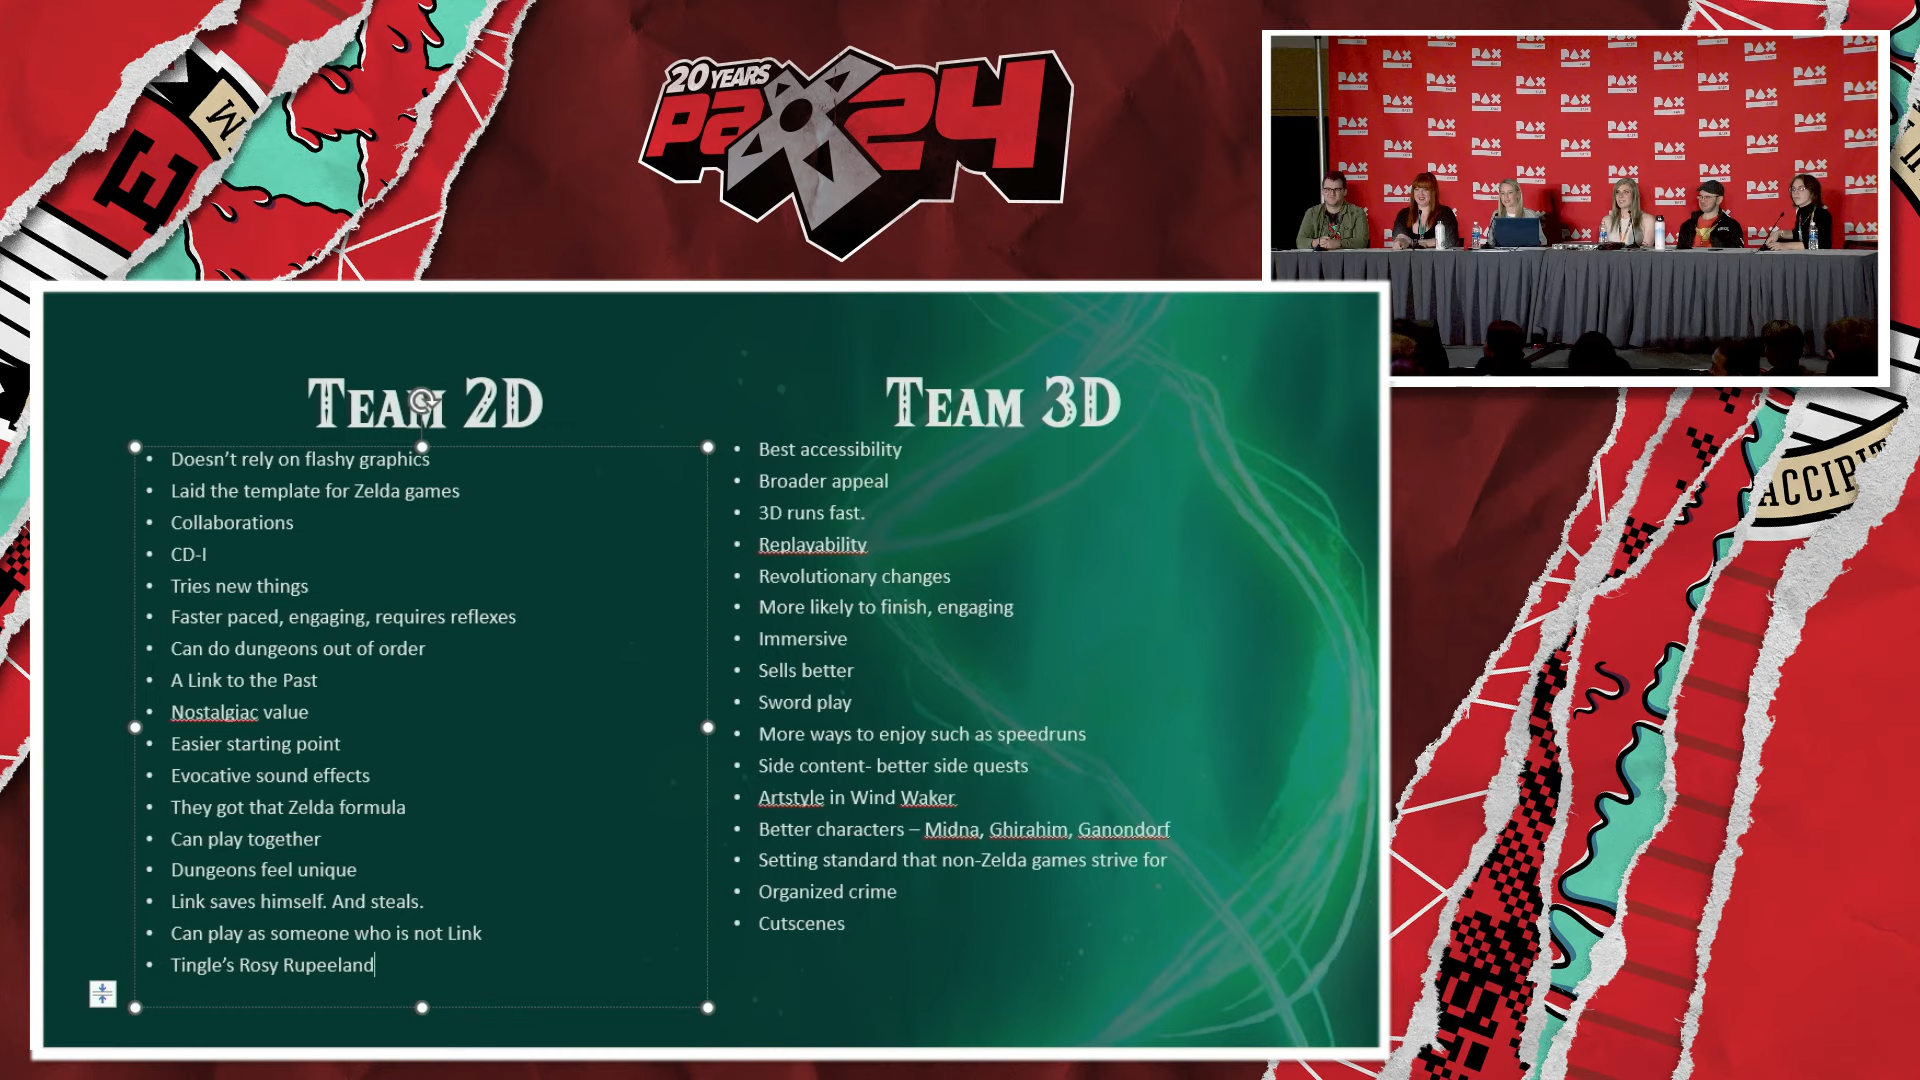 20 YEARS
PAX 24
M
E
ACCIPIT
PAX
TEAM 2D
• Doesn’t rely on flashy graphics
• Laid the template for Zelda games
• Collaborations
• CD-I
• Tries new things
• Faster paced, engaging, requires reflexes
• Can do dungeons out of order
• A Link to the Past
• Nostalgiac value
• Easier starting point
• Evocative sound effects
• They got that Zelda formula
• Can play together
• Dungeons feel unique
• Link saves himself. And steals.
• Can play as someone who is not Link
• Tingle’s Rosy Rupeeland
TEAM 3D
• Best accessibility
• Broader appeal
• 3D runs fast.
• Replayability
• Revolutionary changes
• More likely to finish, engaging
• Immersive
• Sells better
• Sword play
• More ways to enjoy such as speedruns
• Side content- better side quests
• Artstyle in Wind Waker
• Better characters – Midna, Ghirahim, Ganondorf
• Setting standard that non-Zelda games strive for
• Organized crime
• Cutscenes